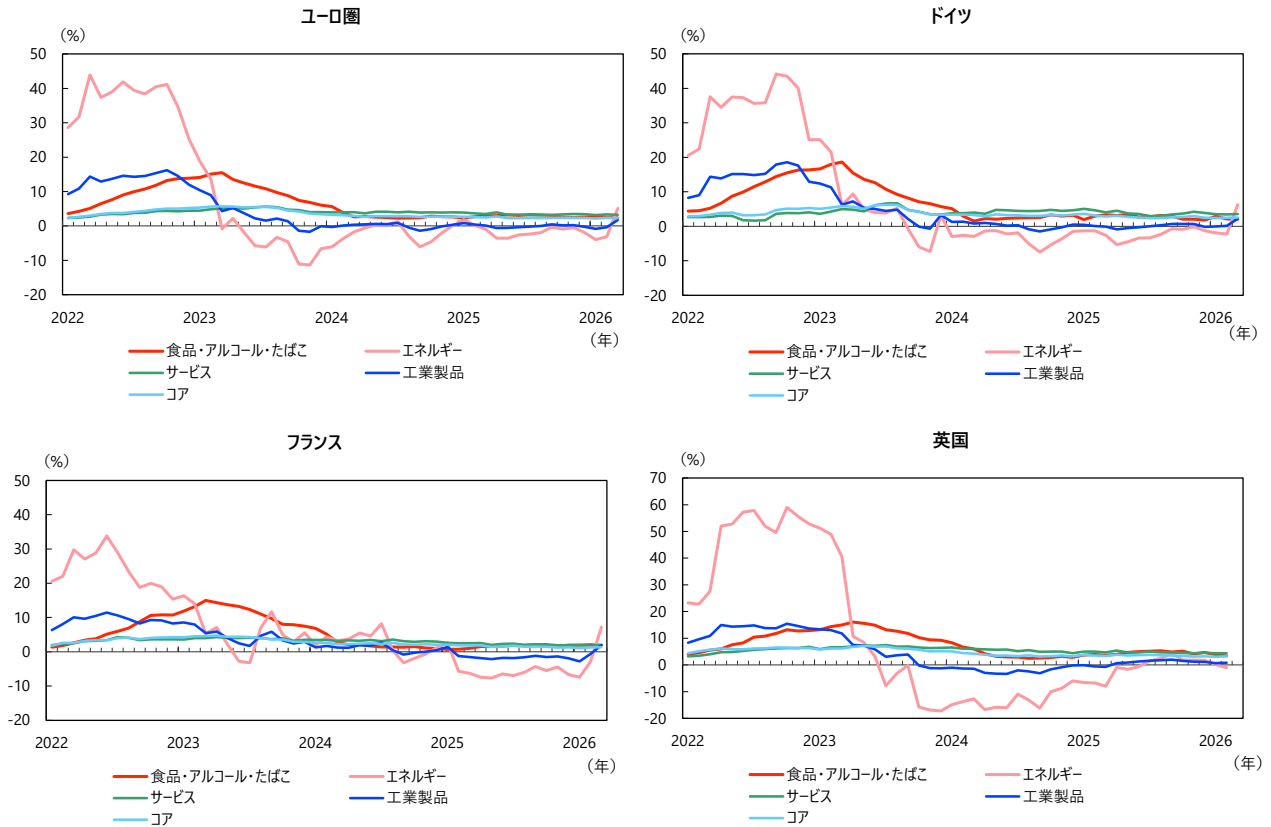 ユーロ圏
(%)
50
40
30
20
10
0
-10
-20
2022
2023
2024
2025
2026
(年)
食品・アルコール・たばこ
エネルギー
サービス
工業製品
コア
ドイツ
(%)
50
40
30
20
10
0
-10
-20
2022
2023
2024
2025
2026
(年)
食品・アルコール・たばこ
エネルギー
サービス
工業製品
コア
フランス
(%)
50
40
30
20
10
0
-10
-20
2022
2023
2024
2025
2026
(年)
食品・アルコール・たばこ
エネルギー
サービス
工業製品
コア
英国
(%)
70
60
50
40
30
20
10
0
-10
-20
2022
2023
2024
2025
2026
(年)
食品・アルコール・たばこ
エネルギー
サービス
工業製品
コア